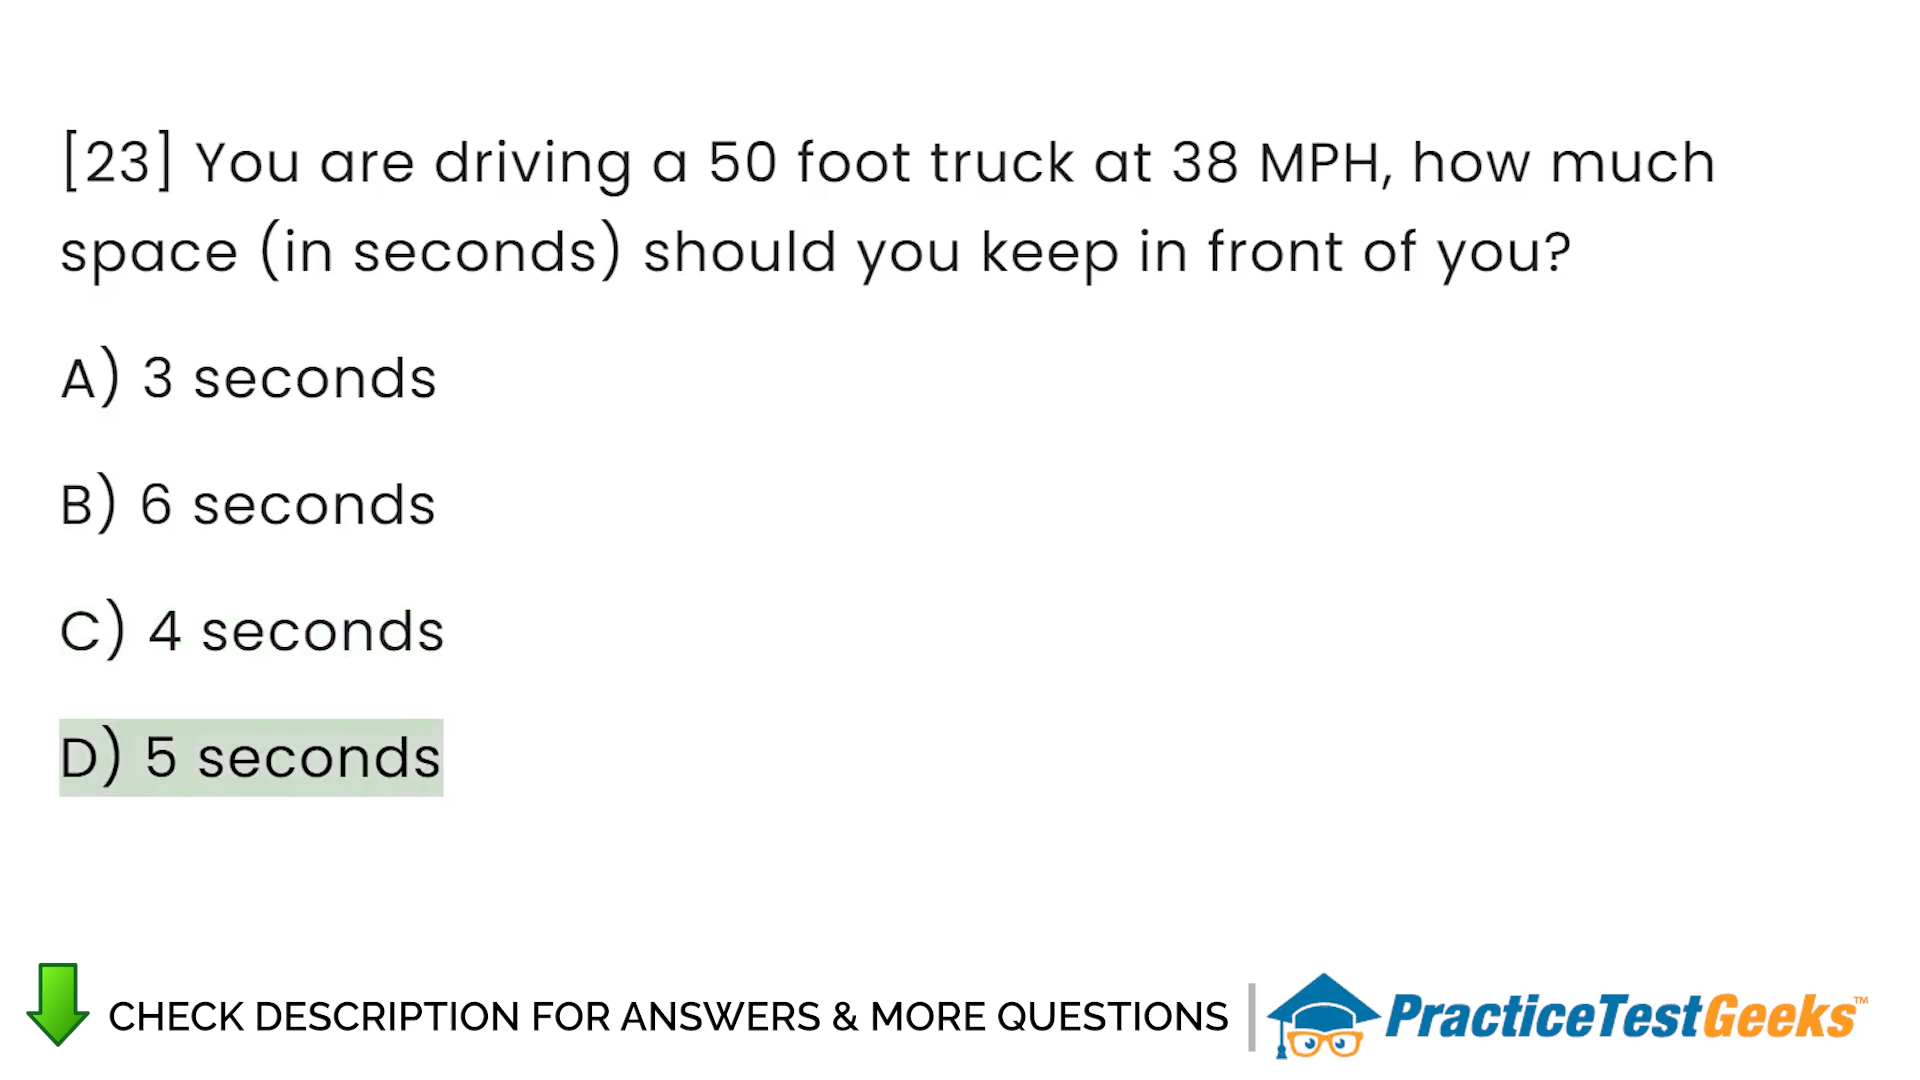 [23] You are driving a 50 foot truck at 38 MPH, how much
space (in seconds) should you keep in front of you?
A) 3 seconds
B) 6 seconds
C) 4 seconds
D) 5 seconds
CHECK DESCRIPTION FOR ANSWERS & MORE QUESTIONS
PracticeTestGeeks™